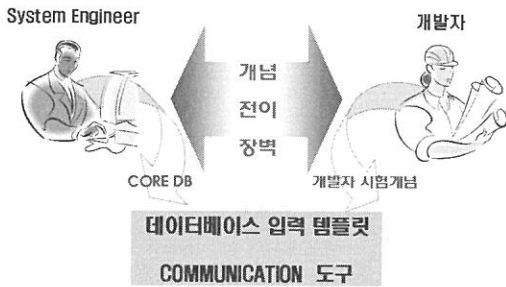 System Engineer
개발자
개념
전이
장벽
CORE DB
개발자 시험개념
데이터베이스 입력 템플릿
COMMUNICATION 도구